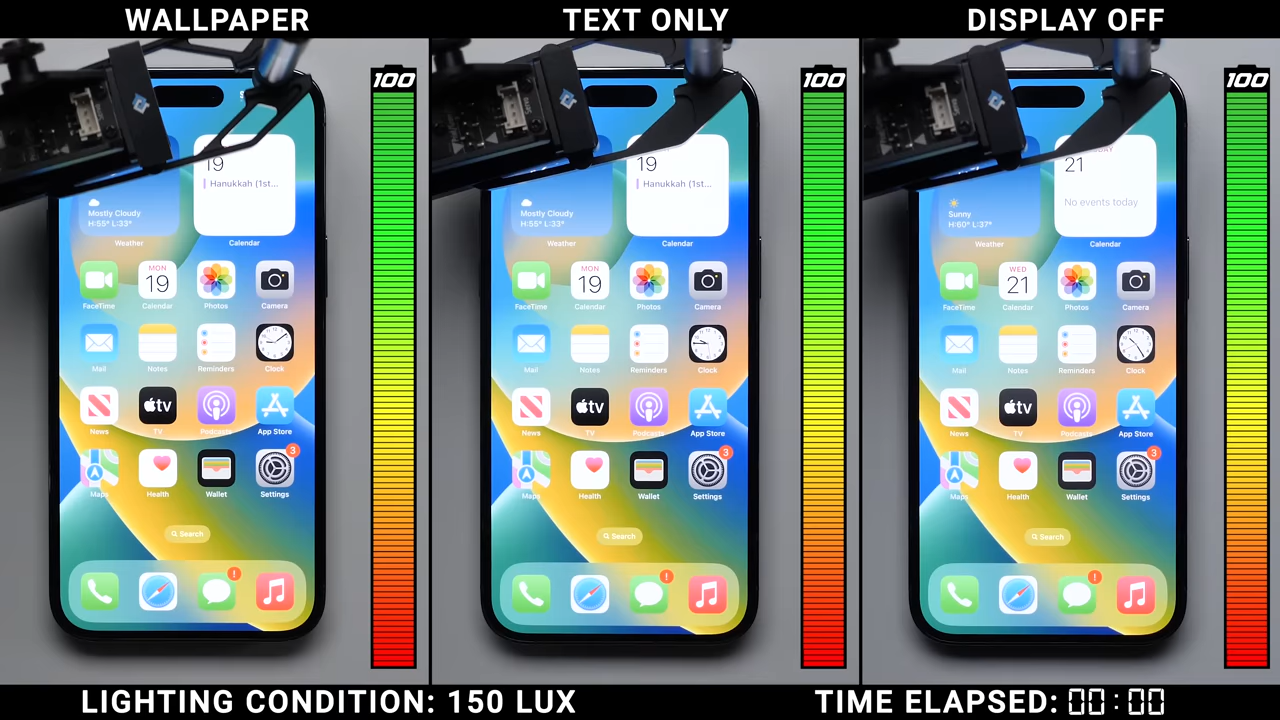 WALLPAPER
TEXT ONLY
DISPLAY OFF
100
19
Hanukkah (1st...
Mostly Cloudy
H:55° L:33°
Weather
Calendar
MON
19
FaceTime
Calendar
Photos
Camera
Mail
Notes
Reminders
Clock
tv
News
TV
Podcasts
App Store
3
Maps
Health
Wallet
Settings
Search
!
100
19
Hanukkah (1st...
Mostly Cloudy
H:55° L:33°
Weather
Calendar
MON
19
FaceTime
Calendar
Photos
Camera
Mail
Notes
Reminders
Clock
tv
News
TV
Podcasts
App Store
3
Maps
Health
Wallet
Settings
Search
!
100
21
No events today
Sunny
H:60° L:37°
Weather
Calendar
WED
21
FaceTime
Calendar
Photos
Camera
Mail
Notes
Reminders
Clock
tv
News
TV
Podcasts
App Store
3
Maps
Health
Wallet
Settings
Search
!
LIGHTING CONDITION: 150 LUX
TIME ELAPSED: 00:00